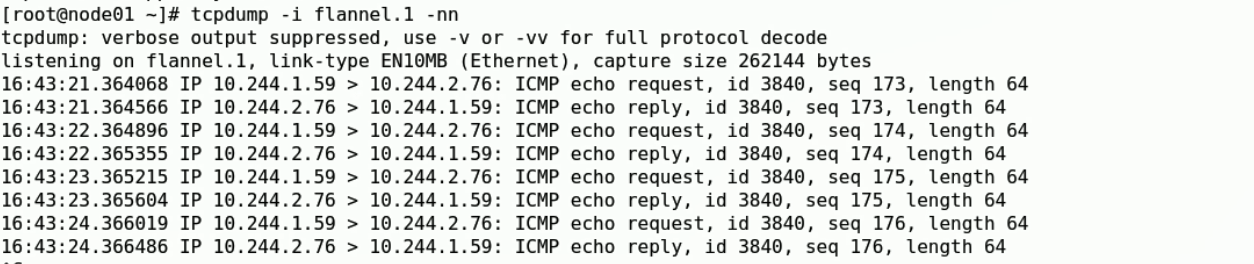 [root@node01 ~]# tcpdump -i flannel.1 -nn
tcpdump: verbose output suppressed, use -v or -vv for full protocol decode
listening on flannel.1, link-type EN10MB (Ethernet), capture size 262144 bytes
16:43:21.364068 IP 10.244.1.59 > 10.244.2.76: ICMP echo request, id 3840, seq 173, length 64
16:43:21.364566 IP 10.244.2.76 > 10.244.1.59: ICMP echo reply, id 3840, seq 173, length 64
16:43:22.364896 IP 10.244.1.59 > 10.244.2.76: ICMP echo request, id 3840, seq 174, length 64
16:43:22.365355 IP 10.244.2.76 > 10.244.1.59: ICMP echo reply, id 3840, seq 174, length 64
16:43:23.365215 IP 10.244.1.59 > 10.244.2.76: ICMP echo request, id 3840, seq 175, length 64
16:43:23.365604 IP 10.244.2.76 > 10.244.1.59: ICMP echo reply, id 3840, seq 175, length 64
16:43:24.366019 IP 10.244.1.59 > 10.244.2.76: ICMP echo request, id 3840, seq 176, length 64
16:43:24.366486 IP 10.244.2.76 > 10.244.1.59: ICMP echo reply, id 3840, seq 176, length 64